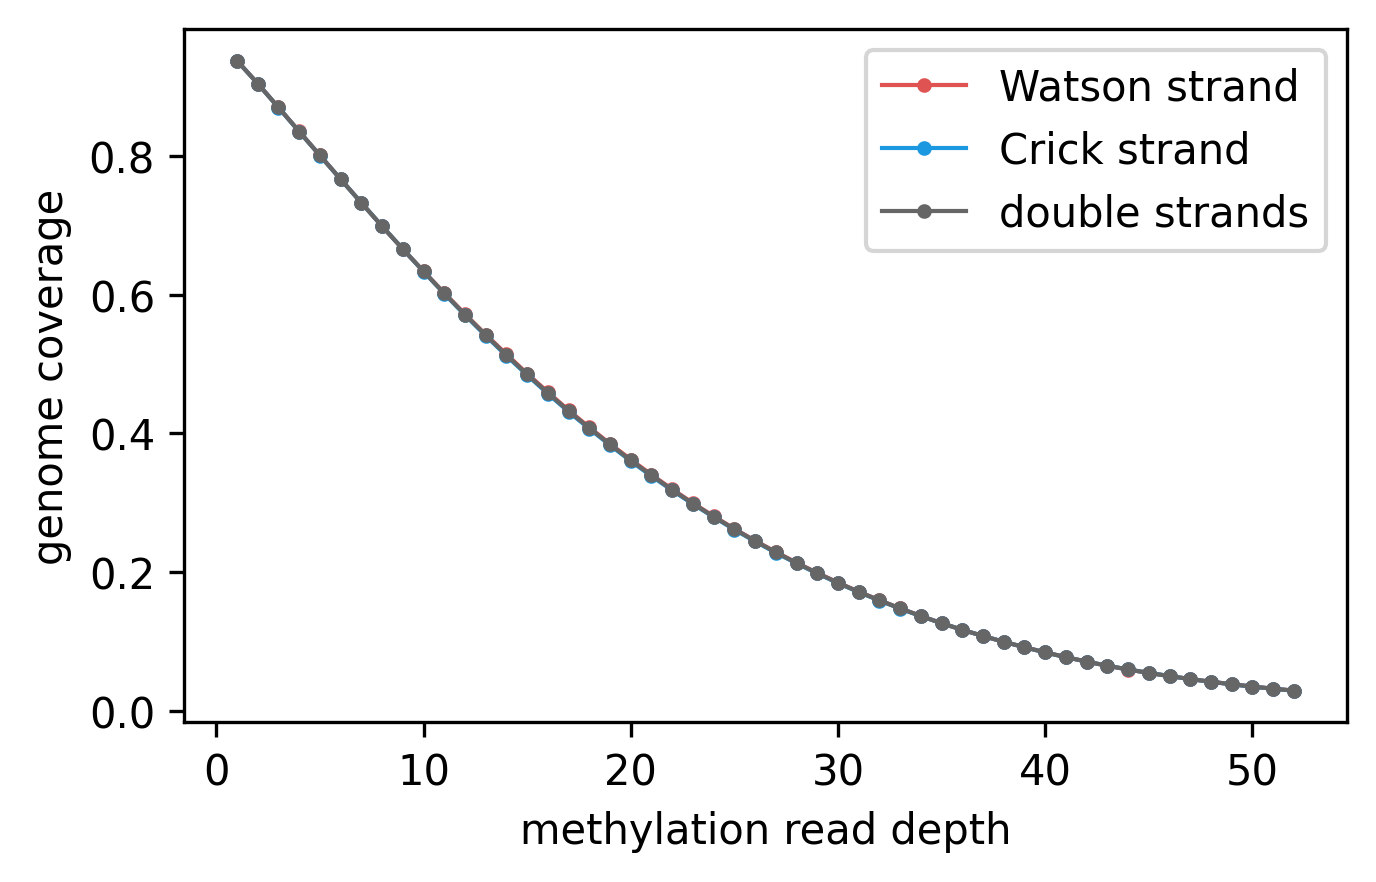 Watson strand
Crick strand
double strands
genome coverage
0.8
0.6
0.4
0.2
0.0
0 10 20 30 40 50
methylation read depth